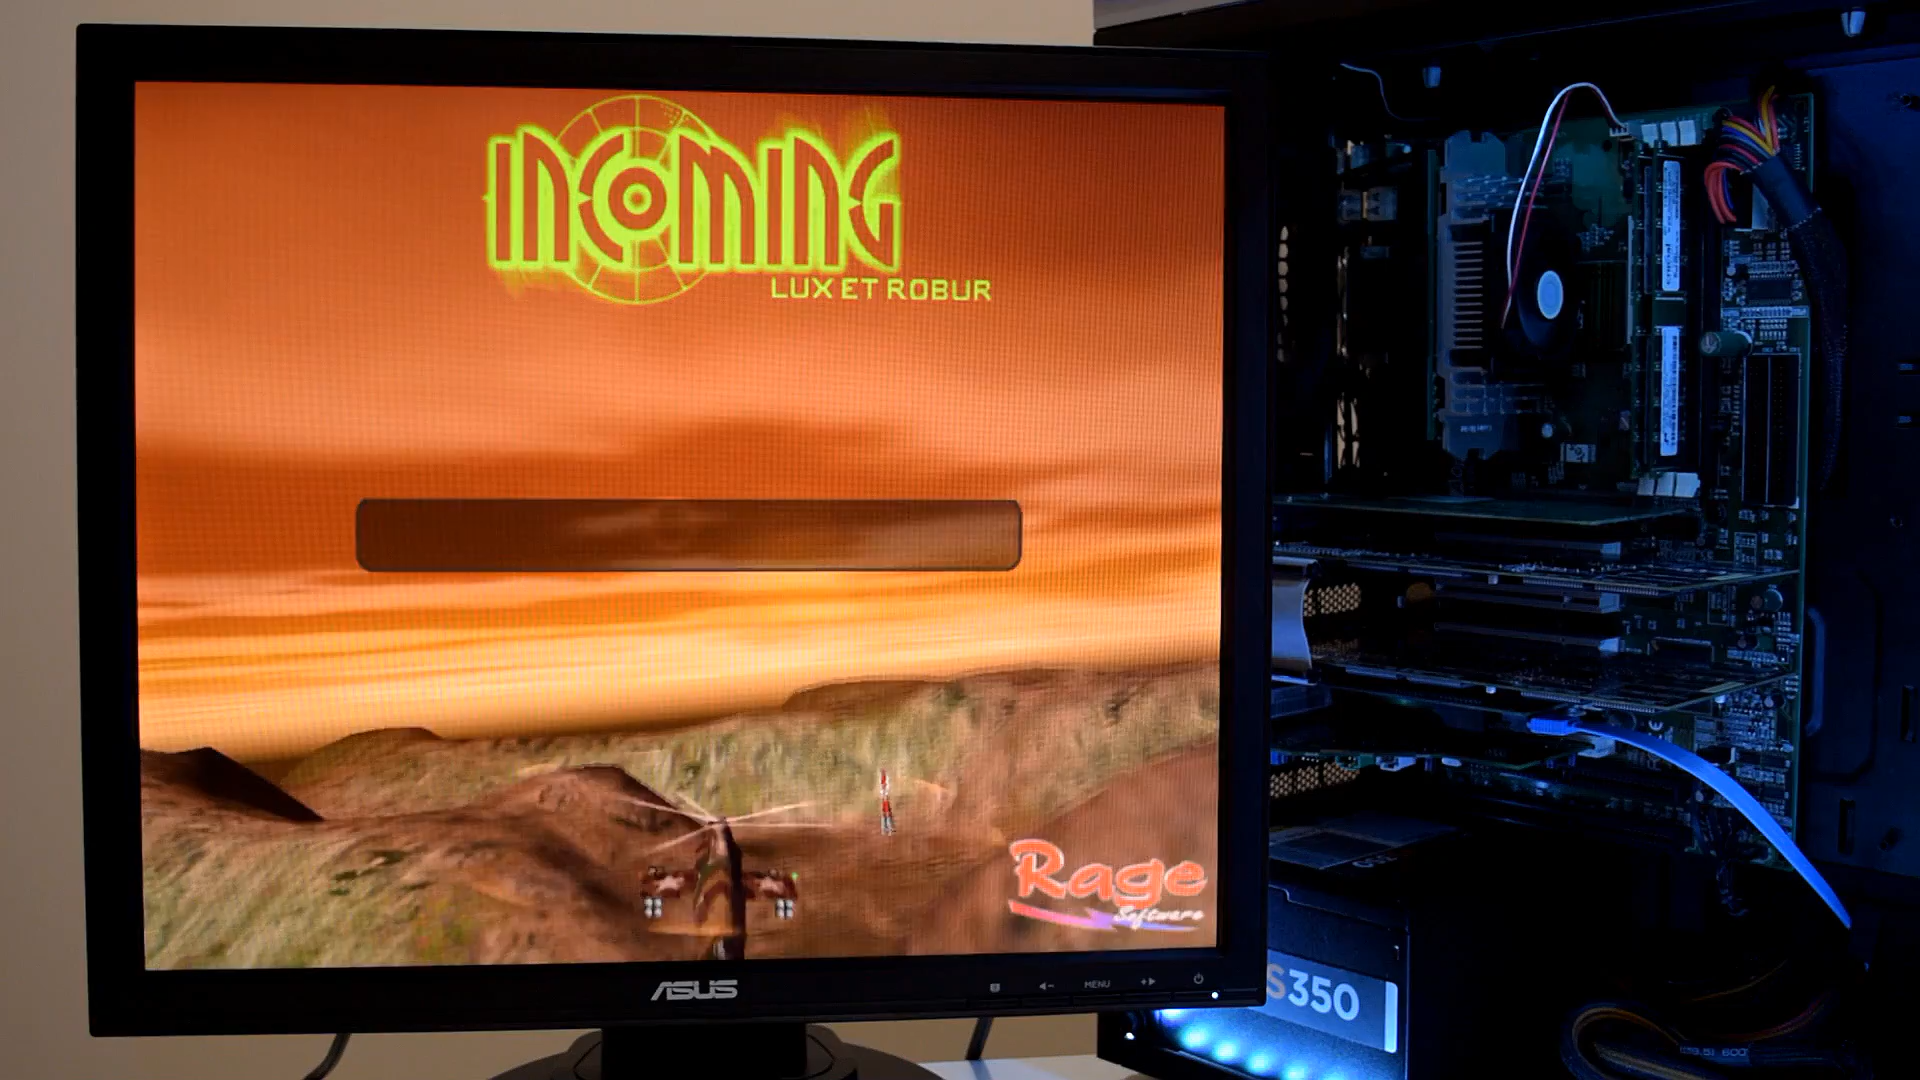 INCOMING
LUX ET ROBUR
Rage
Software
ASUS
MENU
S350